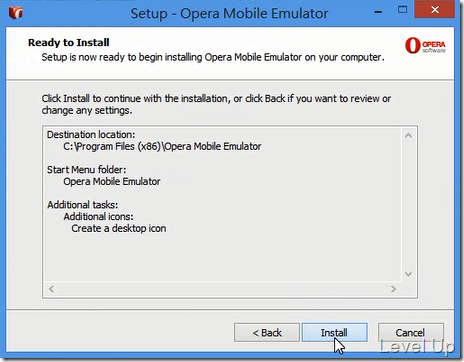 Setup - Opera Mobile Emulator
Ready to Install
Setup is now ready to begin installing Opera Mobile Emulator on your computer.
OPERA
software
Click Install to continue with the installation, or click Back if you want to review or
change any settings.
Destination location:
C:\Program Files (x86)\Opera Mobile Emulator
Start Menu folder:
Opera Mobile Emulator
Additional tasks:
Additional icons:
Create a desktop icon
< Back
Install
Cancel
Level Up